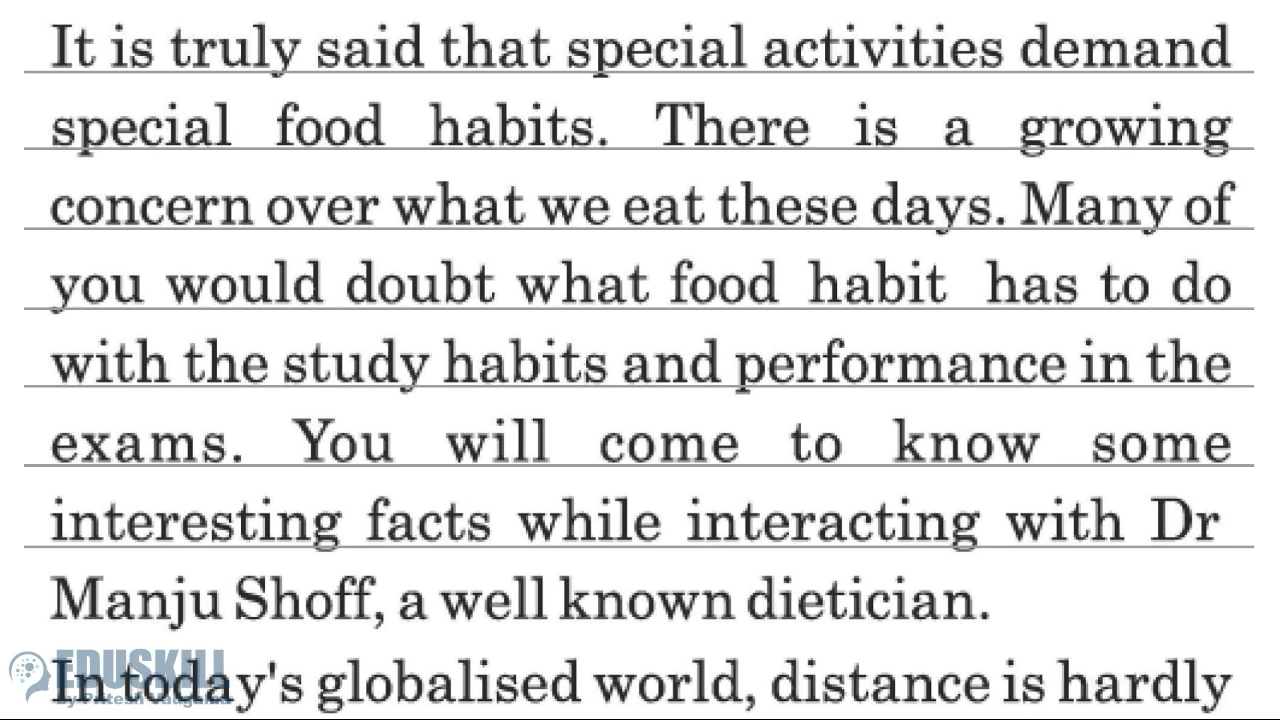 It is truly said that special activities demand
special food habits. There is a growing
concern over what we eat these days. Many of
you would doubt what food habit has to do
with the study habits and performance in the
exams. You will come to know some
interesting facts while interacting with Dr
Manju Shoff, a well known dietician.
EDUSKILL
In today's globalised world, distance is hardly